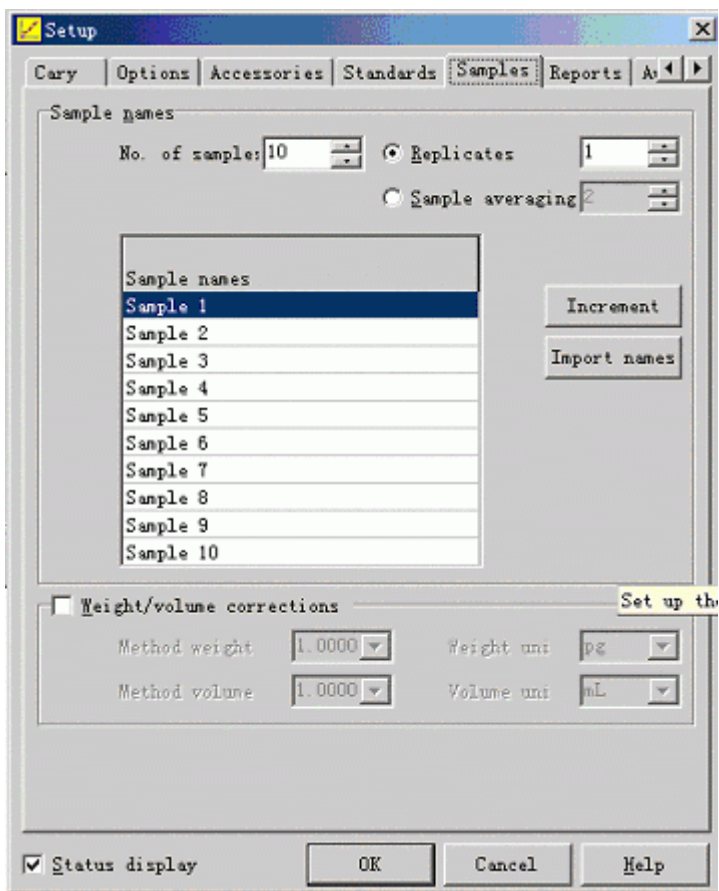 Setup
Cary Options Accessories Standards Samples Reports
Sample names
No. of sample: 10 Replicates 1
Sample averaging 2
Sample names
Sample 1
Sample 2
Sample 3
Sample 4
Sample 5
Sample 6
Sample 7
Sample 8
Sample 9
Sample 10
Increment
Import names
Set up the
Weight/volume corrections
Method weight 1.0000 Weight uni pg
Method volume 1.0000 Volume uni mL
Status display OK Cancel Help